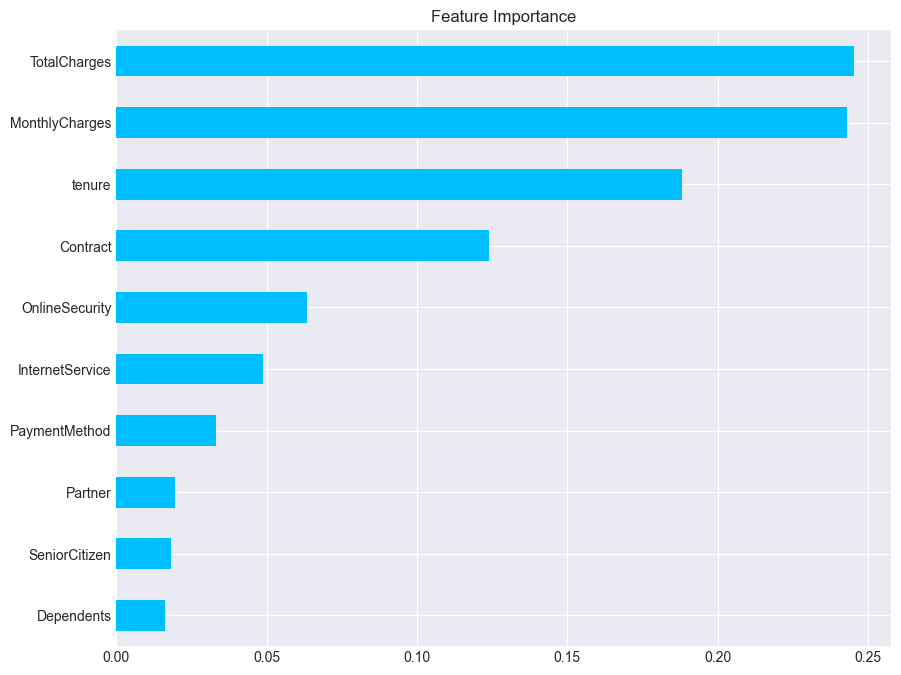 Feature Importance
TotalCharges
MonthlyCharges
tenure
Contract
OnlineSecurity
InternetService
PaymentMethod
Partner
SeniorCitizen
Dependents
0.00 0.05 0.10 0.15 0.20 0.25